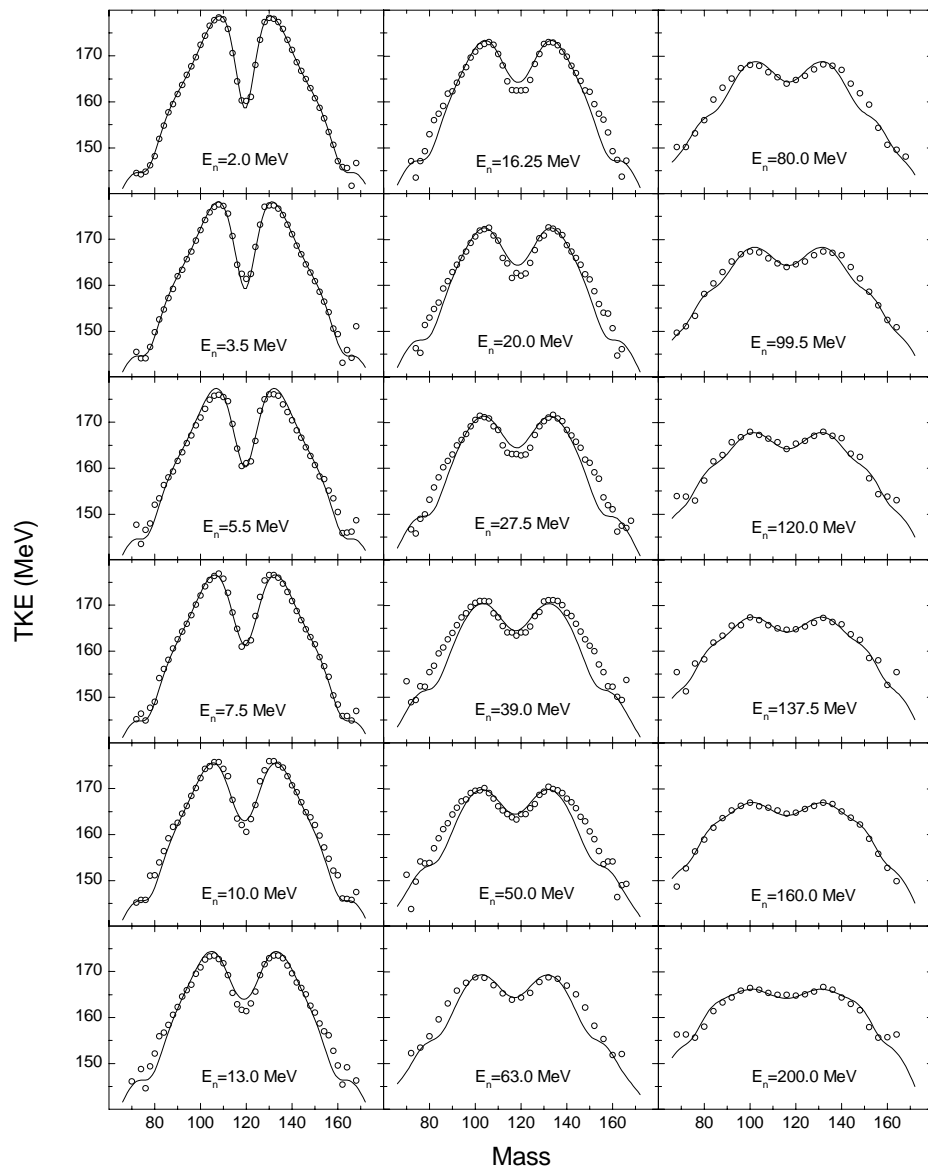 170
160
150
E_n=2.0 MeV
E_n=16.25 MeV
E_n=80.0 MeV
170
160
150
E_n=3.5 MeV
E_n=20.0 MeV
E_n=99.5 MeV
170
160
150
E_n=5.5 MeV
E_n=27.5 MeV
E_n=120.0 MeV
TKE (MeV)
170
160
150
E_n=7.5 MeV
E_n=39.0 MeV
E_n=137.5 MeV
170
160
150
E_n=10.0 MeV
E_n=50.0 MeV
E_n=160.0 MeV
170
160
150
E_n=13.0 MeV
E_n=63.0 MeV
E_n=200.0 MeV
80 100 120 140 160 80 100 120 140 160 80 100 120 140 160
Mass